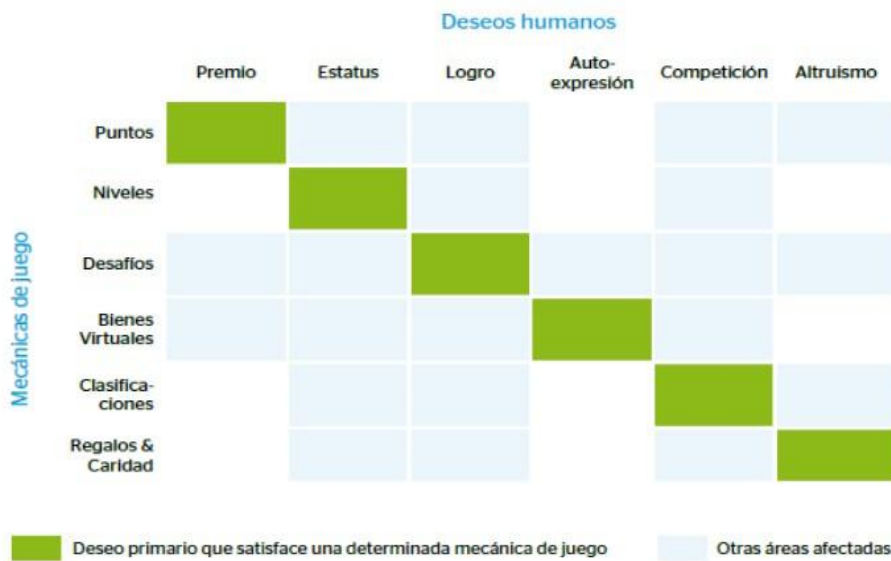 Deseos humanos
Premio
Estatus
Logro
Auto-
expresión
Competición
Altruismo
Mecánicas de juego
Puntos
Niveles
Desafíos
Bienes
Virtuales
Clasifica-
ciones
Regalos &
Caridad
Deseo primario que satisface una determinada mecánica de juego
Otras áreas afectadas